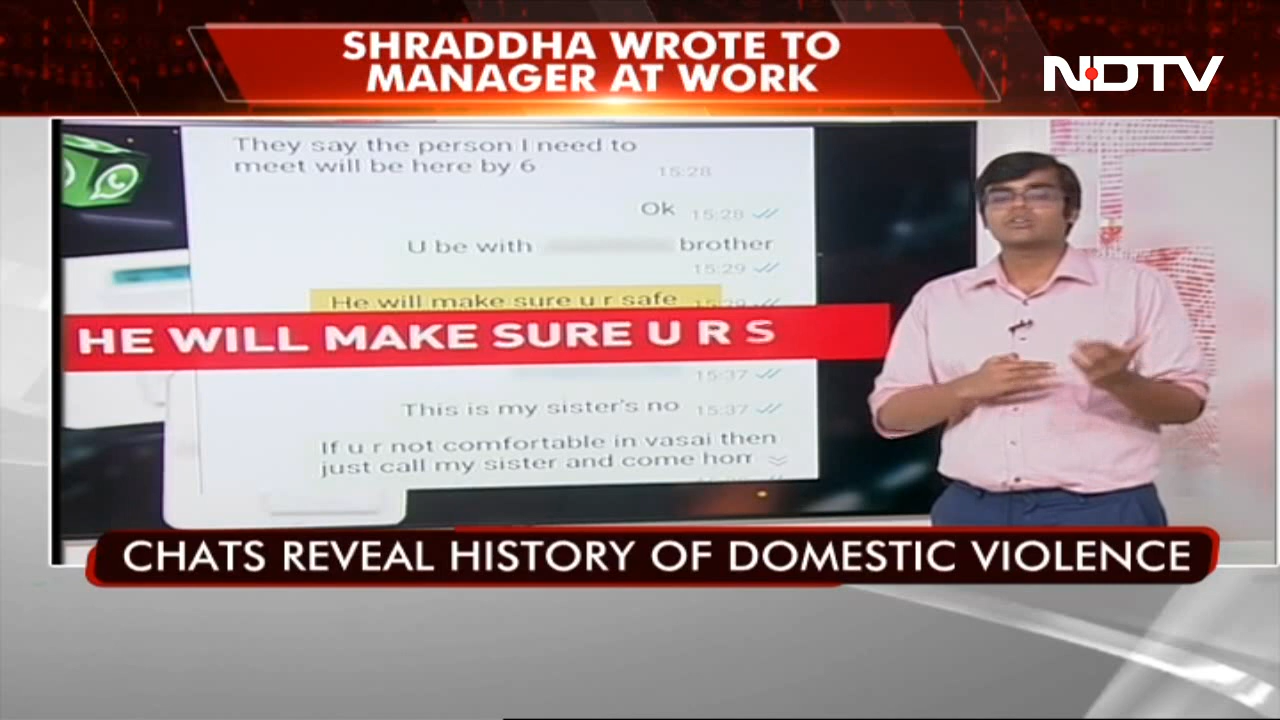 SHRADDHA WROTE TO
MANAGER AT WORK
NDTV
They say the person I need to
meet will be here by 6
15:28
Ok 15:28
U be with brother
15:29
He will make sure u r safe
15:29
HE WILL MAKE SURE U R S
15:37
This is my sister's no 15:37
If u r not comfortable in vasai then
just call my sister and come hom
CHATS REVEAL HISTORY OF DOMESTIC VIOLENCE